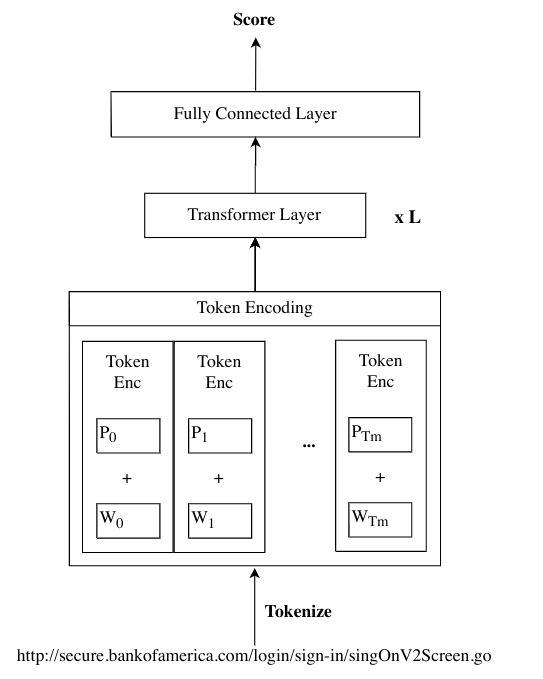 Score
Fully Connected Layer
Transformer Layer
x L
Token Encoding
Token Enc
Token Enc
Token Enc
P0
P1
...
PTm
+
+
+
W0
W1
WTm
Tokenize
http://secure.bankofamerica.com/login/sign-in/singOnV2Screen.go